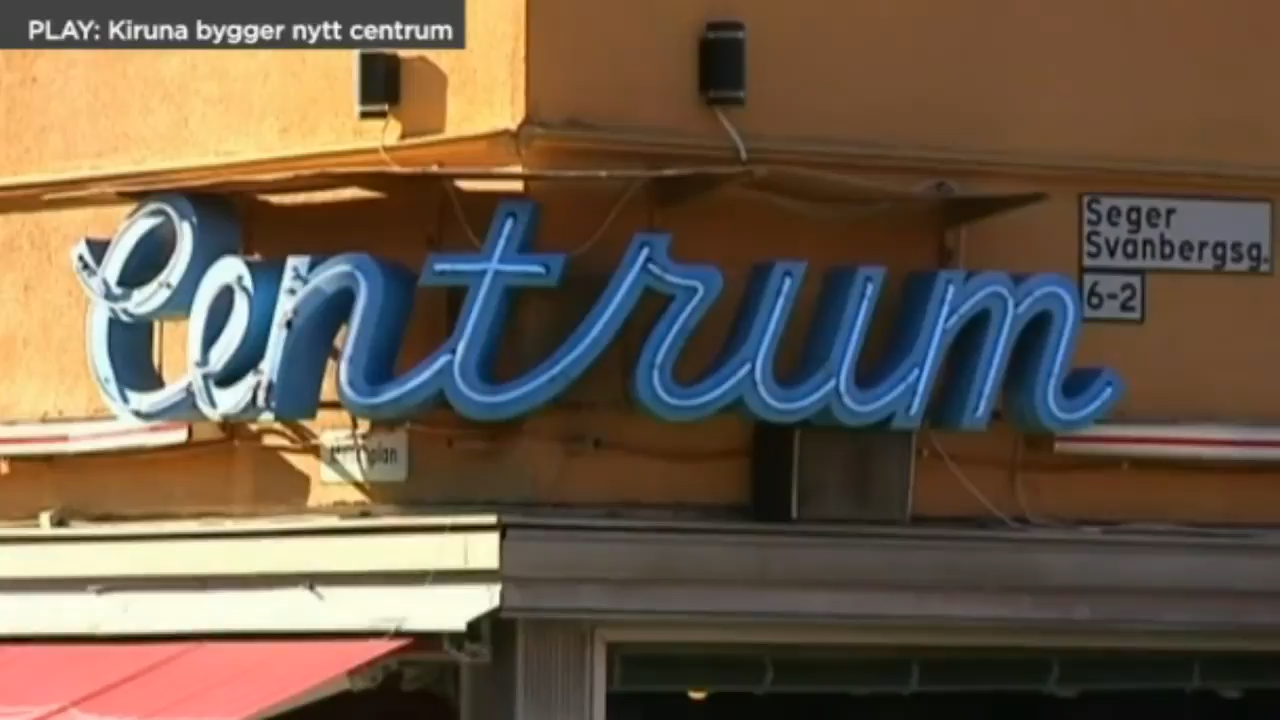 PLAY: Kiruna bygger nytt centrum
Centrum
Seger
Svanbergsg.
6-2